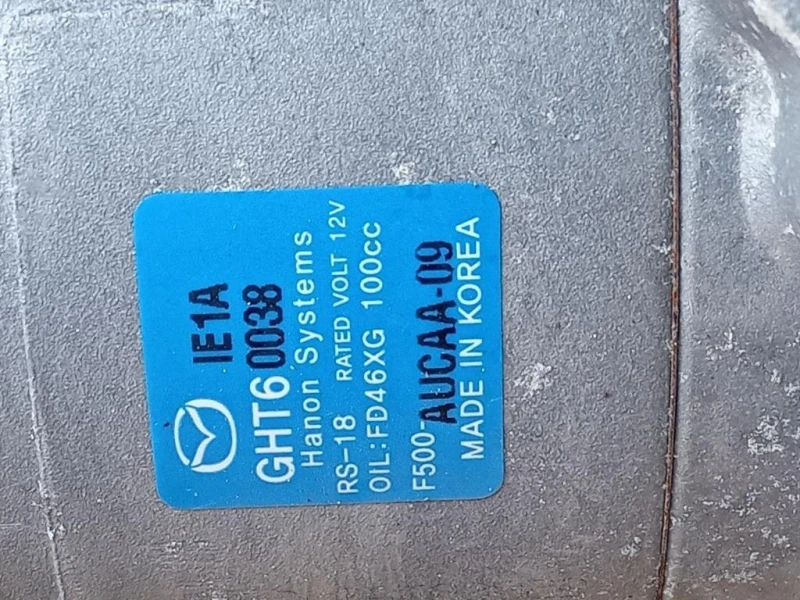 IE1A
GHT6 0038
Hanon Systems
RS-18 RATED VOLT 12V
OIL:FD46XG 100cc
F500-AUCAA-09
MADE IN KOREA